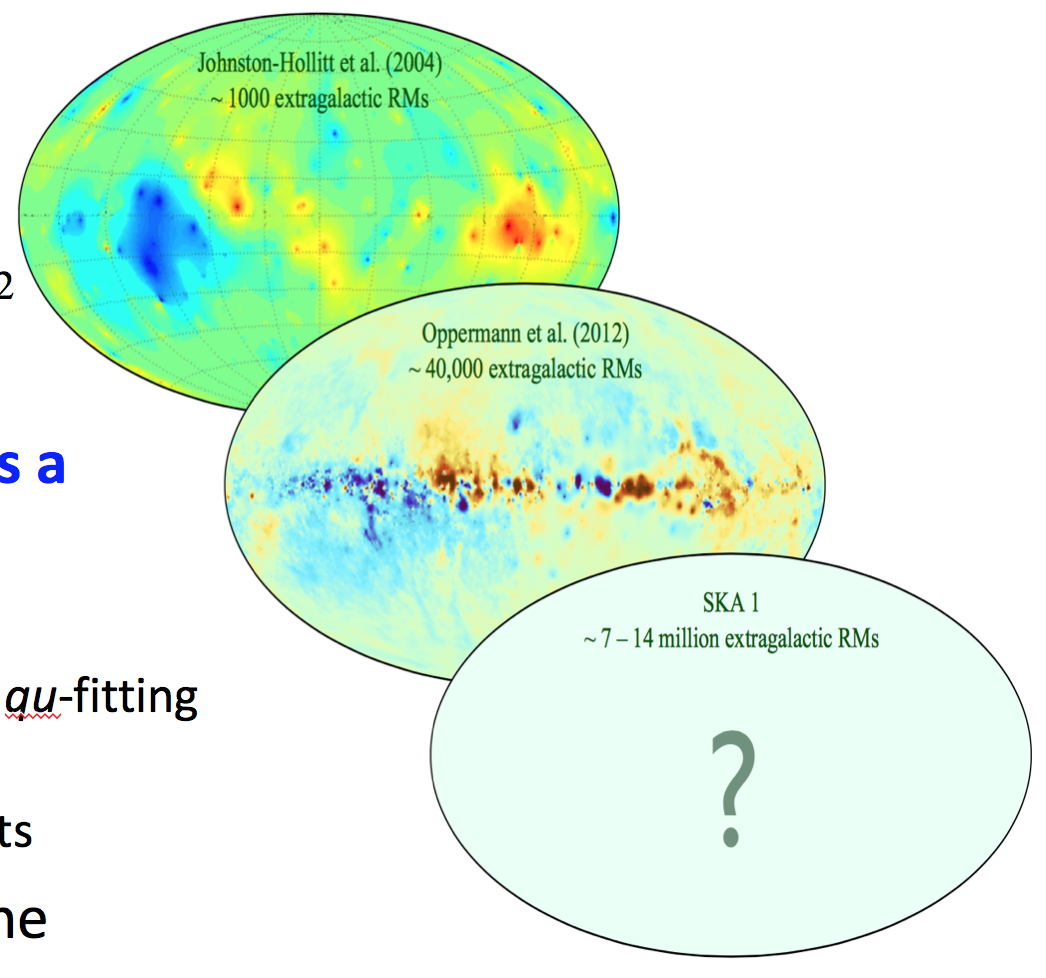 Johnston-Hollitt et al. (2004)
~ 1000 extragalactic RMs
2
Oppermann et al. (2012)
~ 40,000 extragalactic RMs
s a
SKA 1
~ 7 – 14 million extragalactic RMs
qu-fitting
?
ts
ne